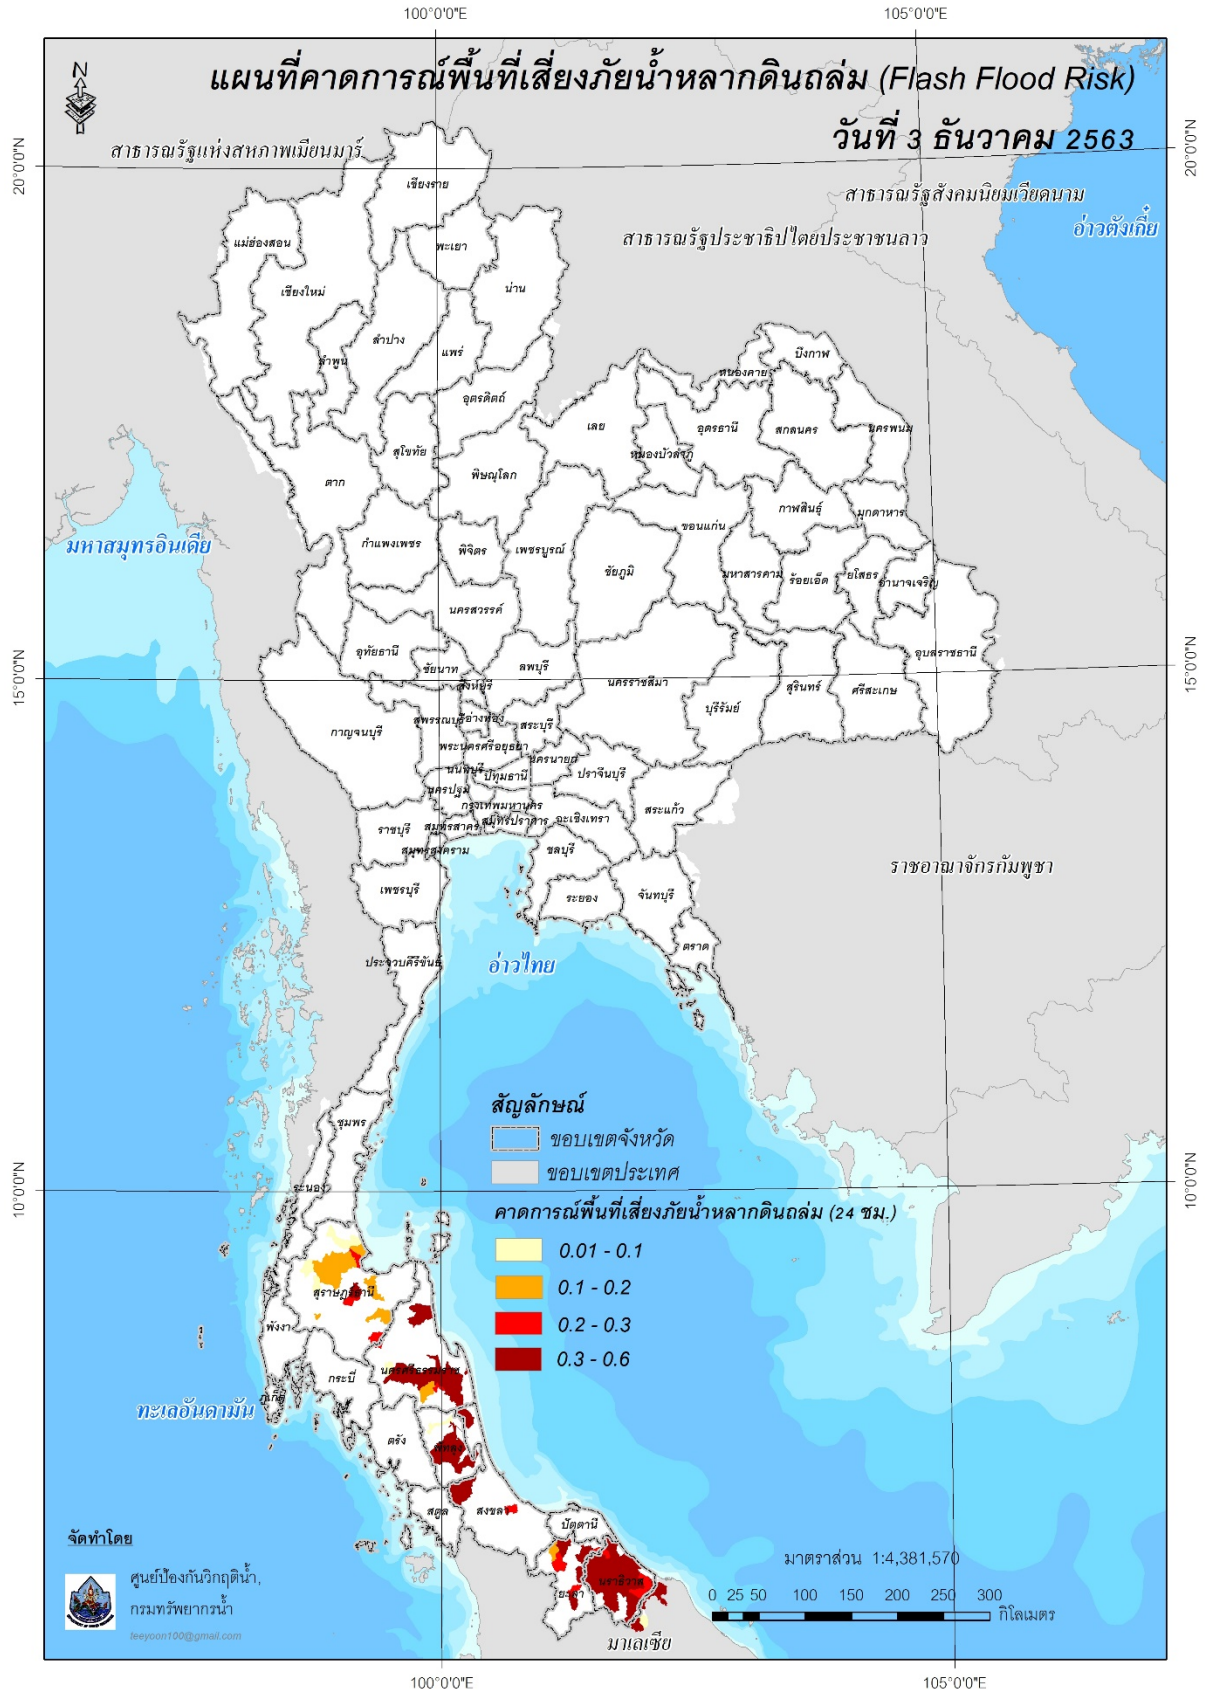 100°0'0"E
105°0'0"E
แผนที่คาดการณ์พื้นที่เสี่ยงภัยน้ำหลากดินถล่ม (Flash Flood Risk)
วันที่ 3 ธันวาคม 2563
N
20°0'0"N
20°0'0"N
สาธารณรัฐแห่งสหภาพเมียนมาร์
สาธารณรัฐสังคมนิยมเวียดนาม
สาธารณรัฐประชาธิปไตยประชาชนลาว
อ่าวตังเกี๋ย
เชียงราย
แม่ฮ่องสอน
พะเยา
เชียงใหม่
น่าน
ลำปาง
ลำพูน
แพร่
บึงกาฬ
หนองคาย
อุตรดิตถ์
เลย
อุดรธานี
สกลนคร
นครพนม
สุโขทัย
หนองบัวลำภู
ตาก
พิษณุโลก
กาฬสินธุ์
มุกดาหาร
มหาสมุทรอินเดีย
กำแพงเพชร
พิจิตร
เพชรบูรณ์
ขอนแก่น
ชัยภูมิ
มหาสารคาม
ร้อยเอ็ด
ยโสธร
อำนาจเจริญ
นครสวรรค์
อุทัยธานี
ชัยนาท
ลพบุรี
อุบลราชธานี
15°0'0"N
15°0'0"N
สิงห์บุรี
นครราชสีมา
สุรินทร์
ศรีสะเกษ
บุรีรัมย์
กาญจนบุรี
สุพรรณบุรี
อ่างทอง
สระบุรี
พระนครศรีอยุธยา
นครนายก
นนทบุรี
ปทุมธานี
ปราจีนบุรี
นครปฐม
กรุงเทพมหานคร
สระแก้ว
ราชบุรี
สมุทรสาคร
สมุทรปราการ
ฉะเชิงเทรา
สมุทรสงคราม
ชลบุรี
ราชอาณาจักรกัมพูชา
เพชรบุรี
ระยอง
จันทบุรี
ตราด
ประจวบคีรีขันธ์
อ่าวไทย
สัญลักษณ์
ขอบเขตจังหวัด
ขอบเขตประเทศ
ชุมพร
ระนอง
10°0'0"N
10°0'0"N
คาดการณ์พื้นที่เสี่ยงภัยน้ำหลากดินถล่ม (24 ชม.)
0.01 - 0.1
0.1 - 0.2
0.2 - 0.3
0.3 - 0.6
สุราษฎร์ธานี
พังงา
นครศรีธรรมราช
กระบี่
ภูเก็ต
ทะเลอันดามัน
ตรัง
พัทลุง
สตูล
สงขลา
ปัตตานี
ยะลา
นราธิวาส
มาเลเซีย
จัดทำโดย
ศูนย์ป้องกันวิกฤติน้ำ,
กรมทรัพยากรน้ำ
teeyoon100@gmail.com
มาตราส่วน 1:4,381,570
0 25 50 100 150 200 250 300
กิโลเมตร
100°0'0"E
105°0'0"E